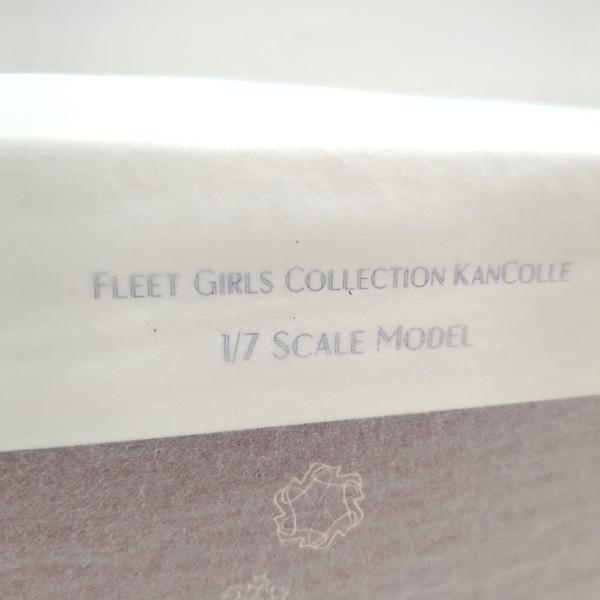 FLEET GIRLS COLLECTION KANCOLLE
1/7 SCALE MODEL